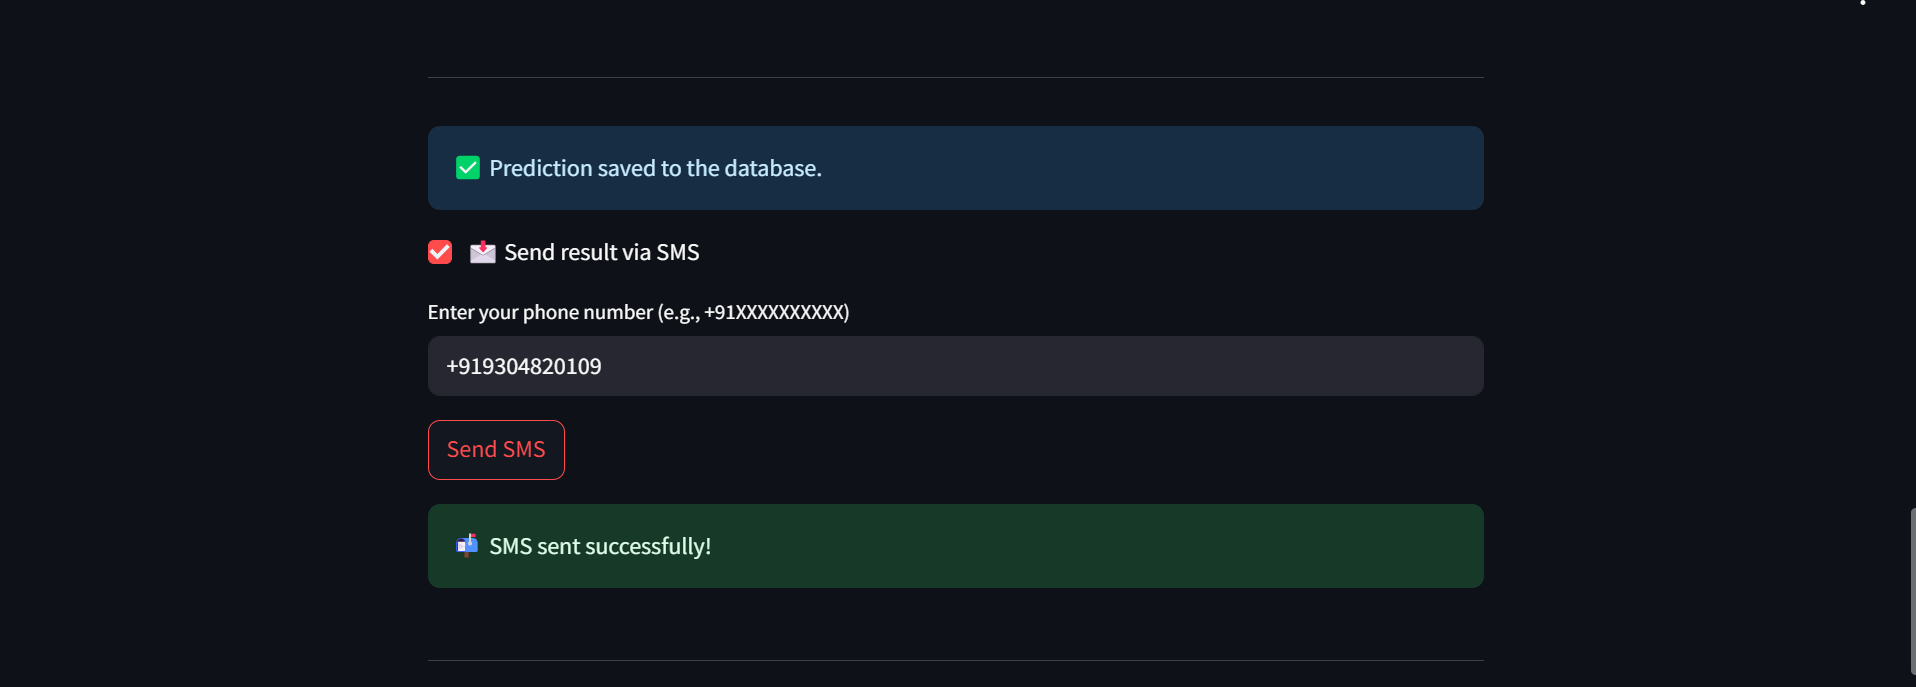 ✅ Prediction saved to the database.
📩 Send result via SMS
Enter your phone number (e.g., +91XXXXXXXXXX)
+919304820109
Send SMS
📬 SMS sent successfully!